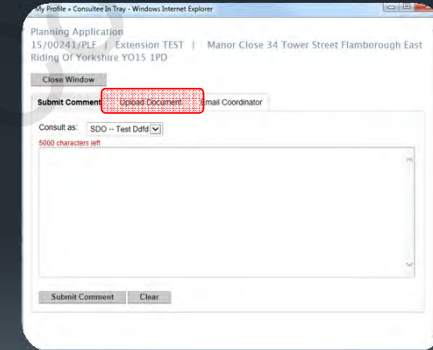 My Profile » Consultee In Tray - Windows Internet Explorer
Planning Application
15/00241/PLF | Extension TEST | Manor Close 34 Tower Street Flamborough East
Riding Of Yorkshire YO15 1PD
Close Window
Submit Comment Upload Document Email Coordinator
Consult as: SDO -- Test Ddfd
5000 characters left
Submit Comment Clear